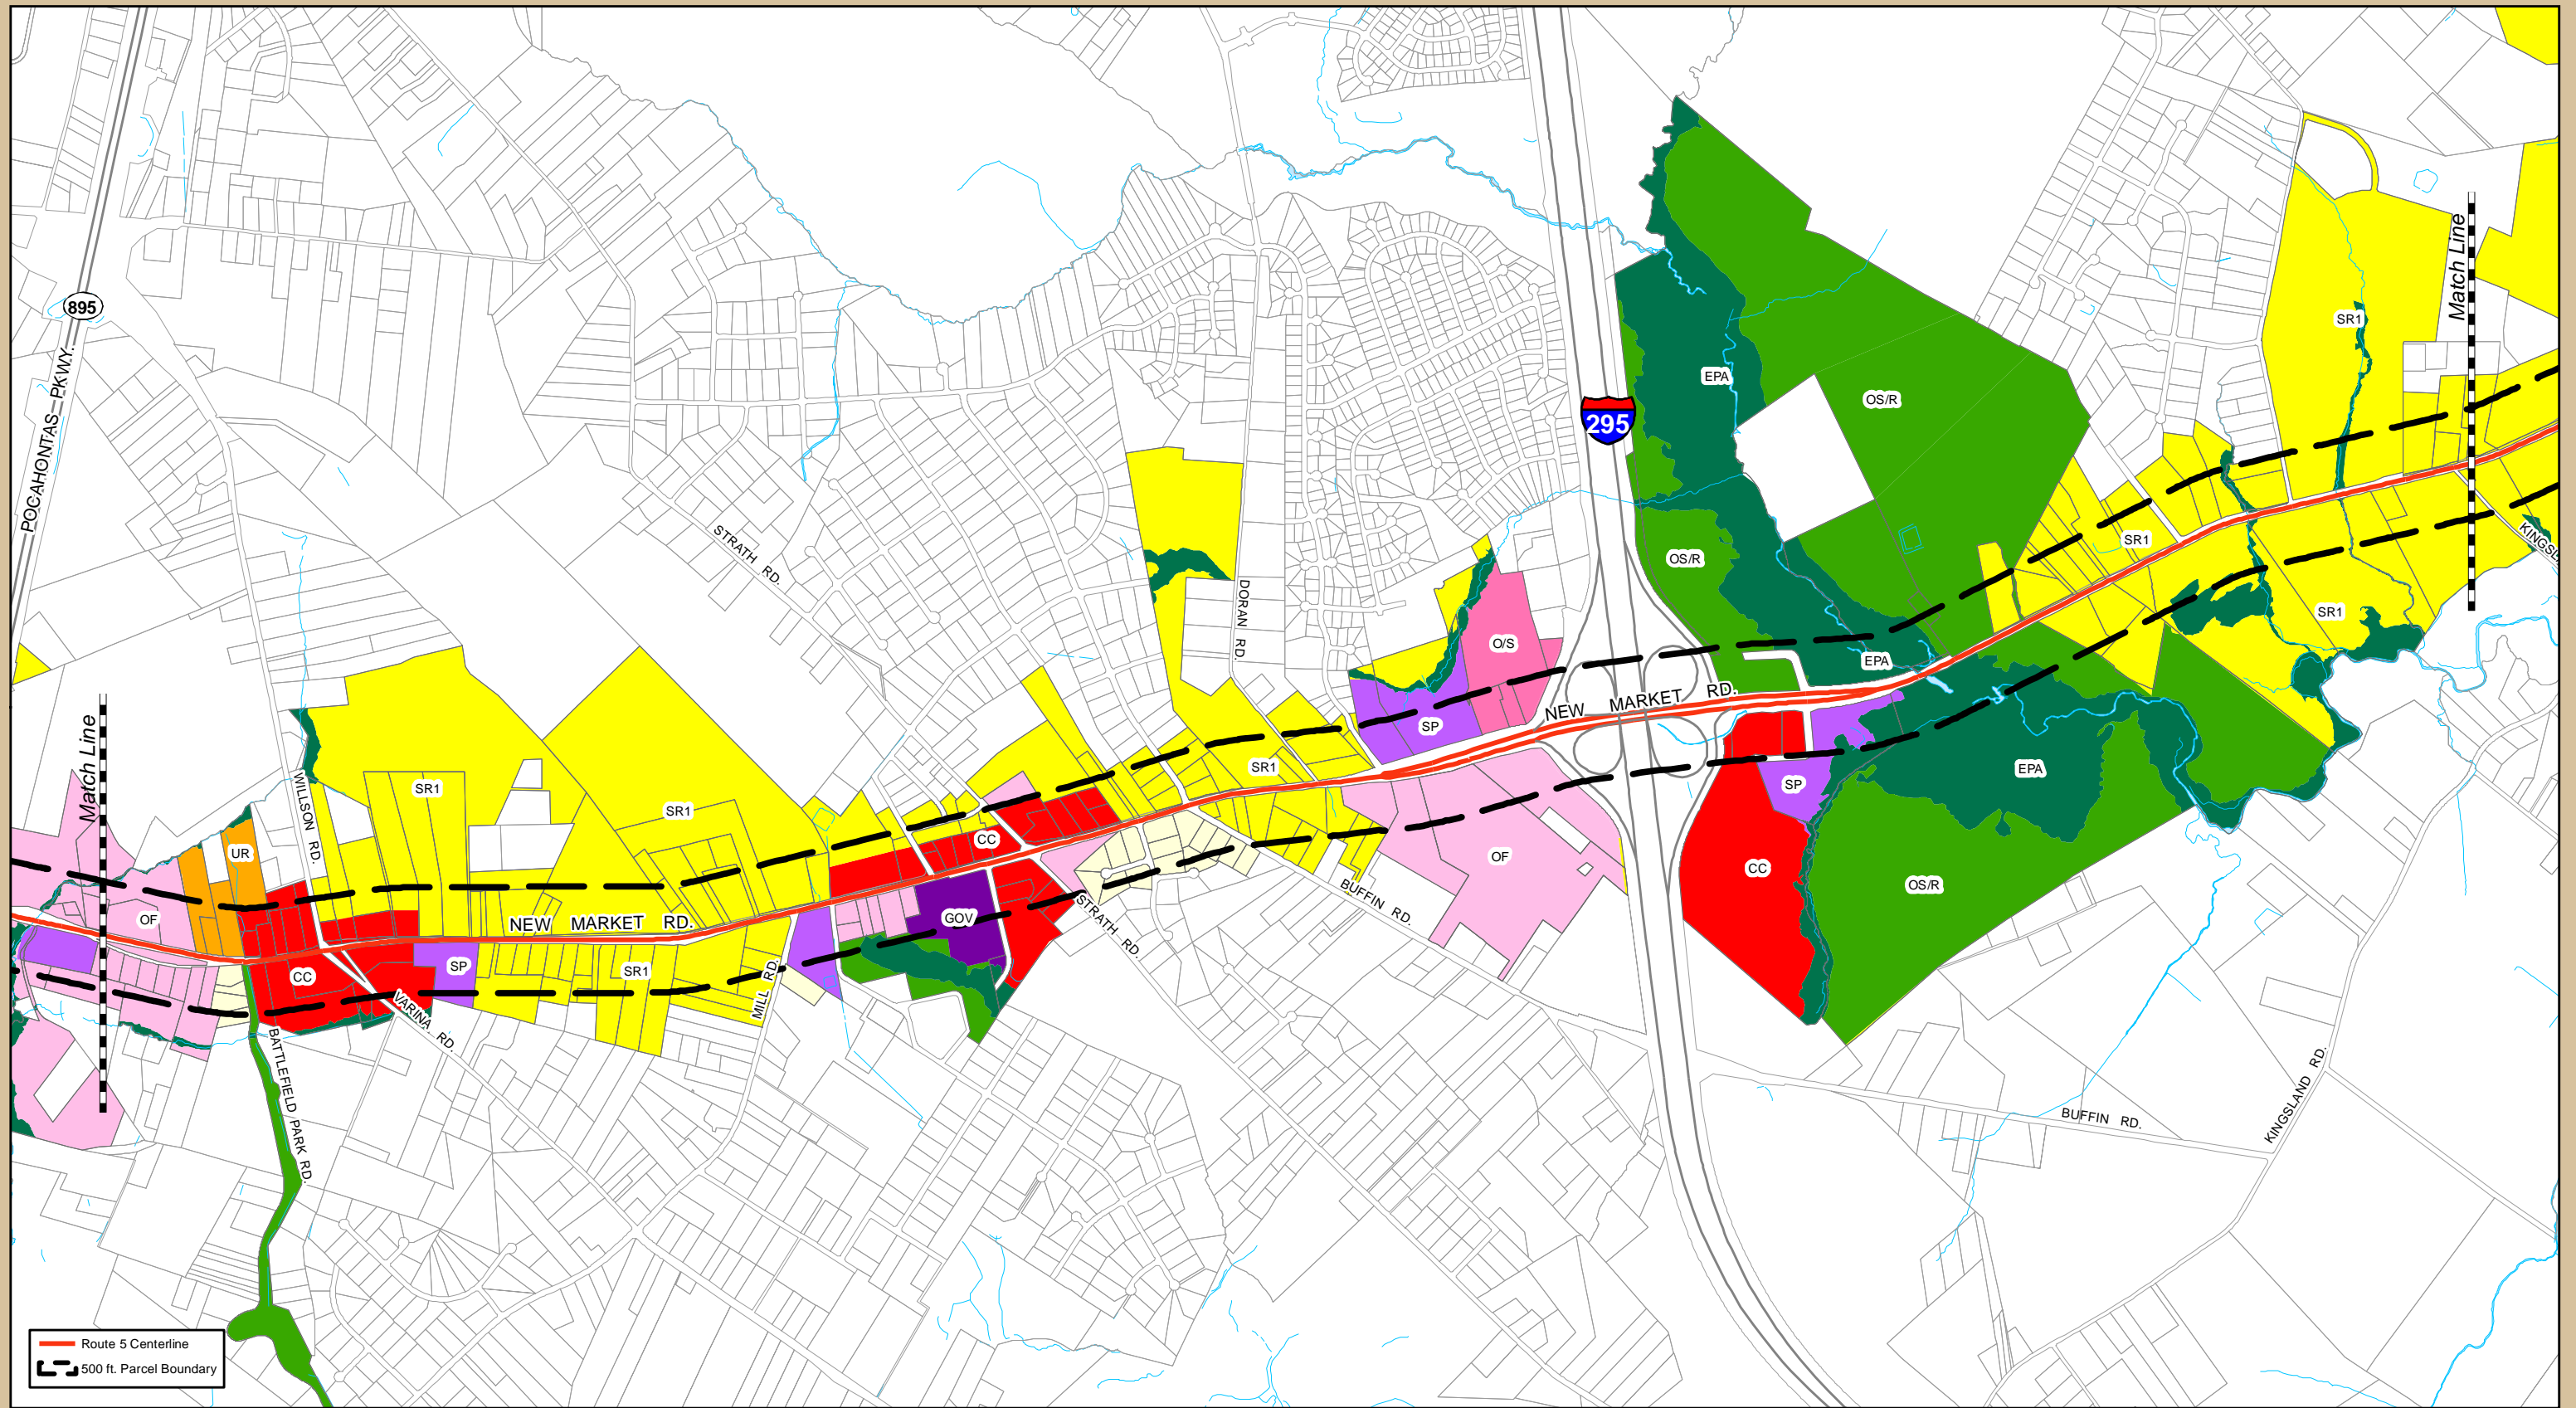 895
POCAHONTAS PKWY.
Match Line
295
Match Line
SR1
EPA
OS/R
STRATH RD.
DORAN RD.
OS/R
SR1
KINGSL
SR1
O/S
EPA
NEW MARKET RD.
SP
SR1
SP
EPA
WILLSON RD.
SR1
SR1
UR
CC
OF
CC
OS/R
BUFFIN RD.
OF
NEW MARKET RD.
GOV
STRATH RD.
CC
SP
SR1
MILL RD.
VARINA RD.
BATTLEFIELD PARK RD.
BUFFIN RD.
KINGSLAND RD.
Route 5 Centerline
500 ft. Parcel Boundary